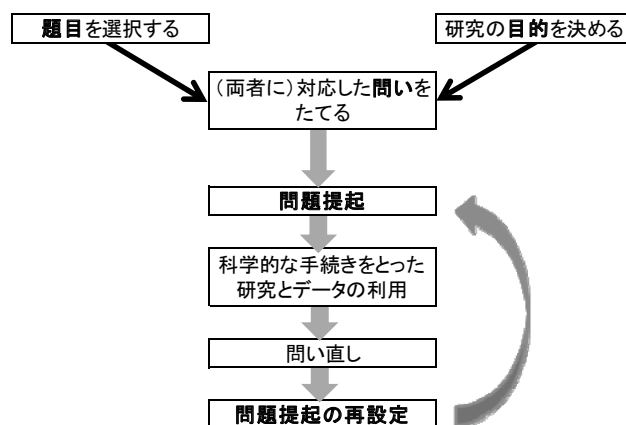 題目を選択する
研究の目的を決める
(両者に)対応した問いを
たてる
問題提起
科学的な手続きをとった
研究とデータの利用
問い直し
問題提起の再設定